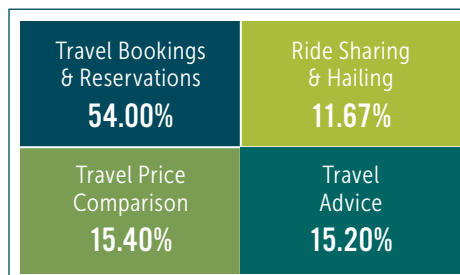 Travel Bookings
& Reservations
54.00%
Ride Sharing
& Hailing
11.67%
Travel Price
Comparison
15.40%
Travel
Advice
15.20%